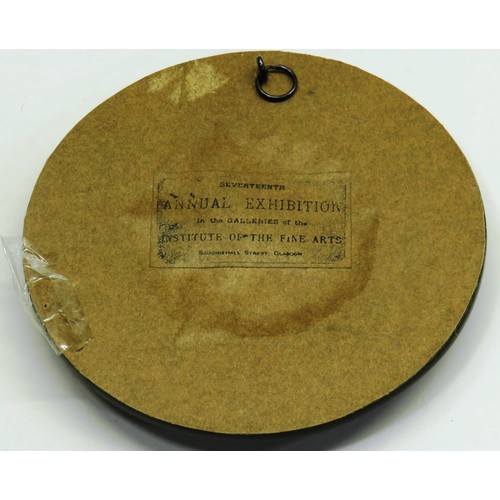 SEVENTEENTH
ANNUAL EXHIBITION
in the GALLERIES of the
INSTITUTE OF THE FINE ARTS
SAUCHIEHALL STREET, GLASGOW